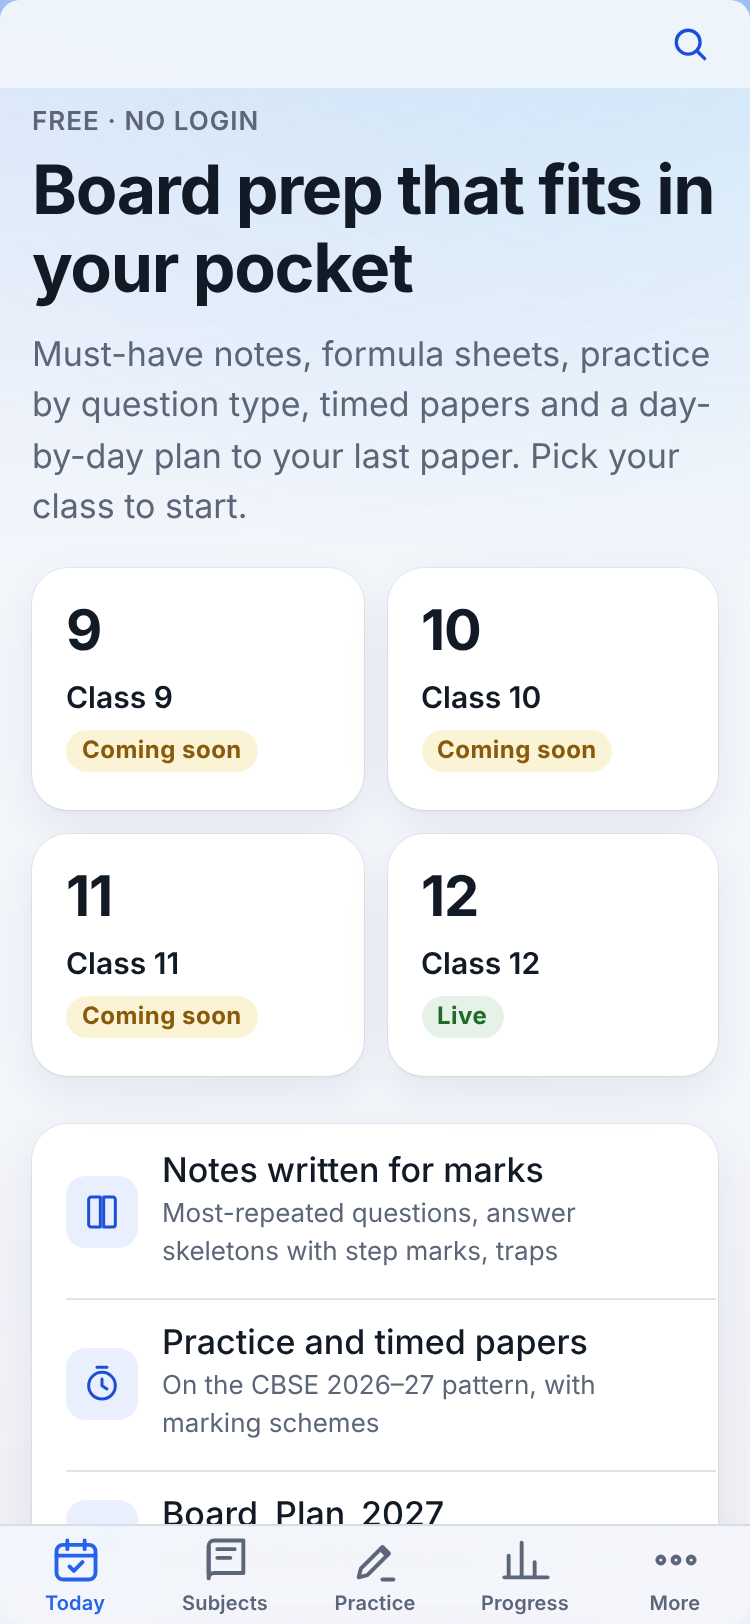 FREE · NO LOGIN
Board prep that fits in
your pocket
Must-have notes, formula sheets, practice
by question type, timed papers and a day-
by-day plan to your last paper. Pick your
class to start.
9
Class 9
Coming soon
10
Class 10
Coming soon
11
Class 11
Coming soon
12
Class 12
Live
Notes written for marks
Most-repeated questions, answer
skeletons with step marks, traps
Practice and timed papers
On the CBSE 2026–27 pattern, with
marking schemes
Board Plan 2027
Today
Subjects
Practice
Progress
More